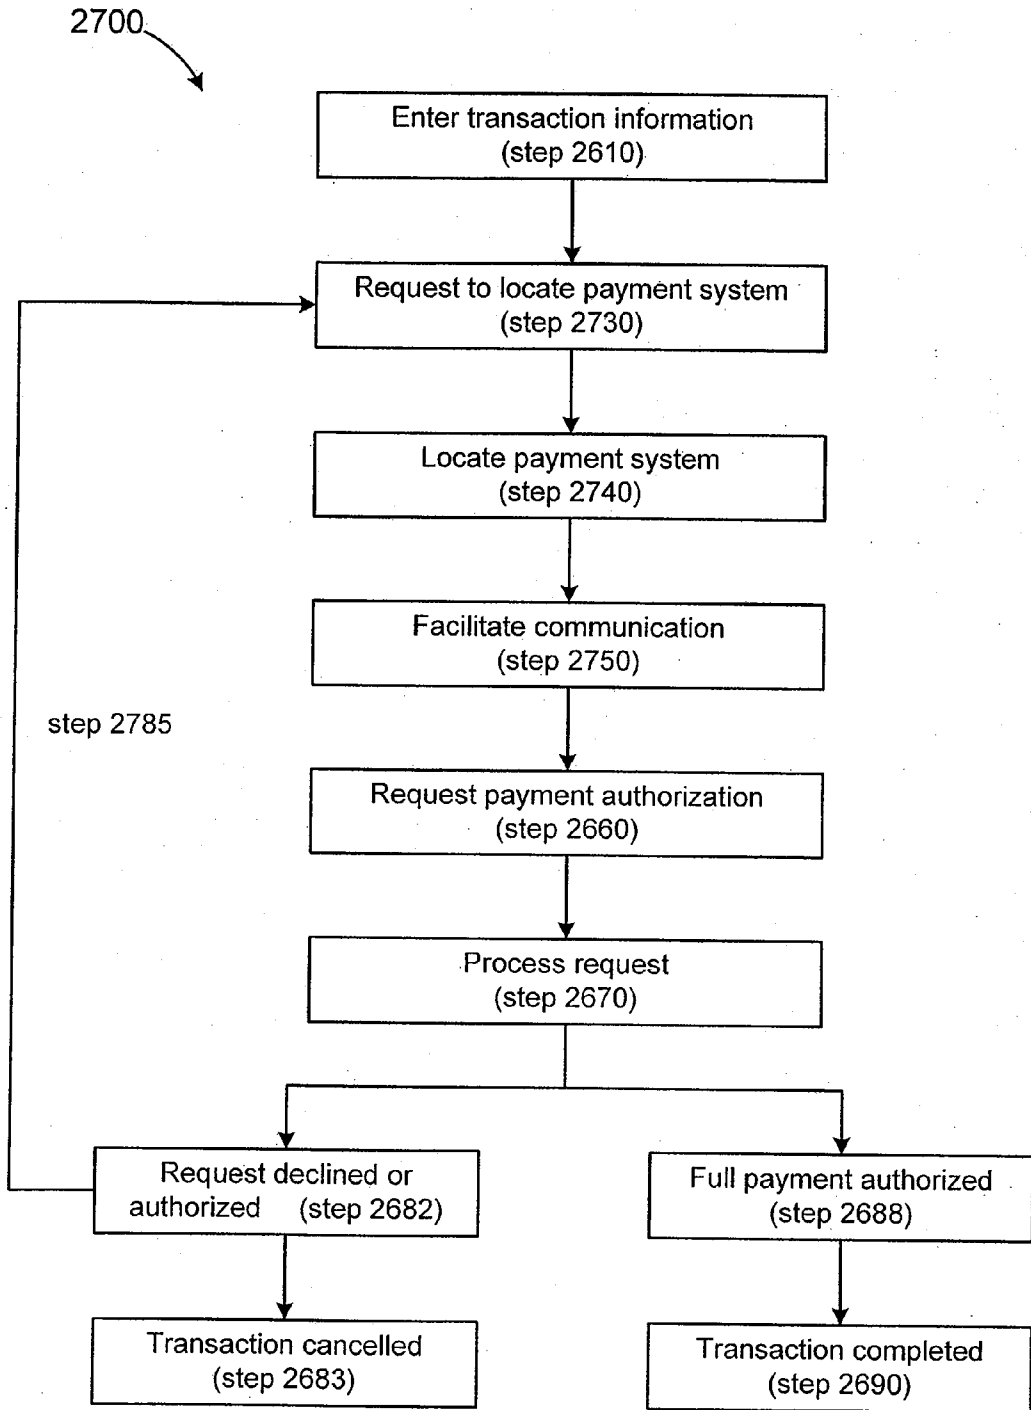 2700
Enter transaction information
(step 2610)
Request to locate payment system
(step 2730)
Locate payment system
(step 2740)
Facilitate communication
(step 2750)
step 2785
Request payment authorization
(step 2660)
Process request
(step 2670)
Request declined or
authorized (step 2682)
Full payment authorized
(step 2688)
Transaction cancelled
(step 2683)
Transaction completed
(step 2690)